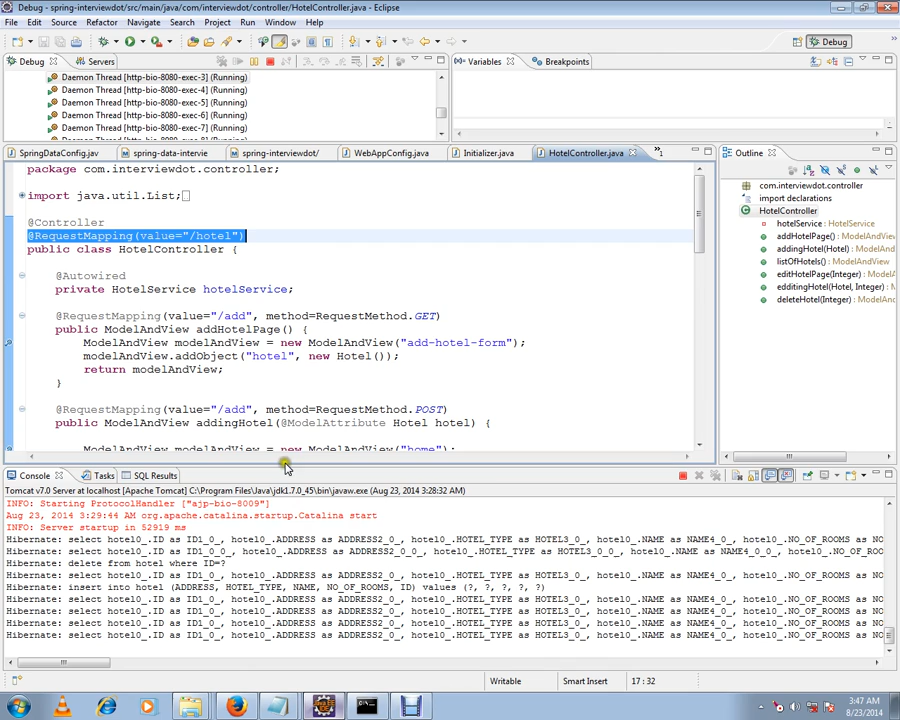 Debug - spring-interviewdot/src/main/java/com/interviewdot/controller/HotelController.java - Eclipse
File Edit Source Refactor Navigate Search Project Run Window Help
Debug
Debug Servers
Variables Breakpoints
Daemon Thread [http-bio-8080-exec-3] (Running)
Daemon Thread [http-bio-8080-exec-4] (Running)
Daemon Thread [http-bio-8080-exec-5] (Running)
Daemon Thread [http-bio-8080-exec-6] (Running)
Daemon Thread [http-bio-8080-exec-7] (Running)
SpringDataConfig.jav spring-data-intervie spring-interviewdot/ WebAppConfig.java Initializer.java HotelController.java »1
Outline
package com.interviewdot.controller;
import java.util.List;
@Controller
@RequestMapping(value="/hotel")
public class HotelController {
@Autowired
private HotelService hotelService;
@RequestMapping(value="/add", method=RequestMethod.GET)
public ModelAndView addHotelPage() {
ModelAndView modelAndView = new ModelAndView("add-hotel-form");
modelAndView.addObject("hotel", new Hotel());
return modelAndView;
}
@RequestMapping(value="/add", method=RequestMethod.POST)
public ModelAndView addingHotel(@ModelAttribute Hotel hotel) {
ModelAndView modelAndView = new ModelAndView("home");
com.interviewdot.controller
import declarations
HotelController
hotelService : HotelService
addHotelPage() : ModelAndView
addingHotel(Hotel) : ModelAndV
listOfHotels() : ModelAndView
editHotelPage(Integer) : ModelA
edditingHotel(Hotel, Integer) : M
deleteHotel(Integer) : ModelAnd
Console Tasks SQL Results
Tomcat v7.0 Server at localhost [Apache Tomcat] C:\Program Files\Java\jdk1.7.0_45\bin\javaw.exe (Aug 23, 2014 3:28:32 AM)
INFO: Starting ProtocolHandler ["ajp-bio-8009"]
Aug 23, 2014 3:29:44 AM org.apache.catalina.startup.Catalina start
INFO: Server startup in 52919 ms
Hibernate: select hotel0_.ID as ID1_0_, hotel0_.ADDRESS as ADDRESS2_0_, hotel0_.HOTEL_TYPE as HOTEL3_0_, hotel0_.NAME as NAME4_0_, hotel0_.NO_OF_ROOMS as NO
Hibernate: select hotel0_.ID as ID1_0_0_, hotel0_.ADDRESS as ADDRESS2_0_0_, hotel0_.HOTEL_TYPE as HOTEL3_0_0_, hotel0_.NAME as NAME4_0_0_, hotel0_.NO_OF_ROO
Hibernate: delete from hotel where ID=?
Hibernate: select hotel0_.ID as ID1_0_, hotel0_.ADDRESS as ADDRESS2_0_, hotel0_.HOTEL_TYPE as HOTEL3_0_, hotel0_.NAME as NAME4_0_, hotel0_.NO_OF_ROOMS as NO
Hibernate: insert into hotel (ADDRESS, HOTEL_TYPE, NAME, NO_OF_ROOMS, ID) values (?, ?, ?, ?, ?)
Hibernate: select hotel0_.ID as ID1_0_, hotel0_.ADDRESS as ADDRESS2_0_, hotel0_.HOTEL_TYPE as HOTEL3_0_, hotel0_.NAME as NAME4_0_, hotel0_.NO_OF_ROOMS as NO
Hibernate: select hotel0_.ID as ID1_0_, hotel0_.ADDRESS as ADDRESS2_0_, hotel0_.HOTEL_TYPE as HOTEL3_0_, hotel0_.NAME as NAME4_0_, hotel0_.NO_OF_ROOMS as NO
Hibernate: select hotel0_.ID as ID1_0_, hotel0_.ADDRESS as ADDRESS2_0_, hotel0_.HOTEL_TYPE as HOTEL3_0_, hotel0_.NAME as NAME4_0_, hotel0_.NO_OF_ROOMS as NO
Hibernate: select hotel0_.ID as ID1_0_, hotel0_.ADDRESS as ADDRESS2_0_, hotel0_.HOTEL_TYPE as HOTEL3_0_, hotel0_.NAME as NAME4_0_, hotel0_.NO_OF_ROOMS as NO
Writable Smart Insert 17 : 32
3:47 AM
8/23/2014